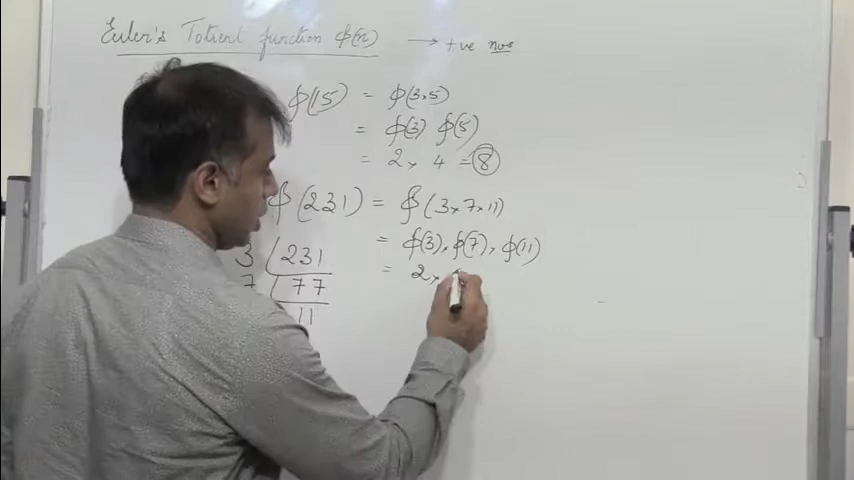 Euler's Totient function φ(n) → +ve nos
φ(15) = φ(3×5)
= φ(3) φ(5)
= 2 × 4 = 8
φ(231) = φ(3×7×11)
= φ(3) × φ(7) × φ(11)
3 231
= 2 ×
7 77
11